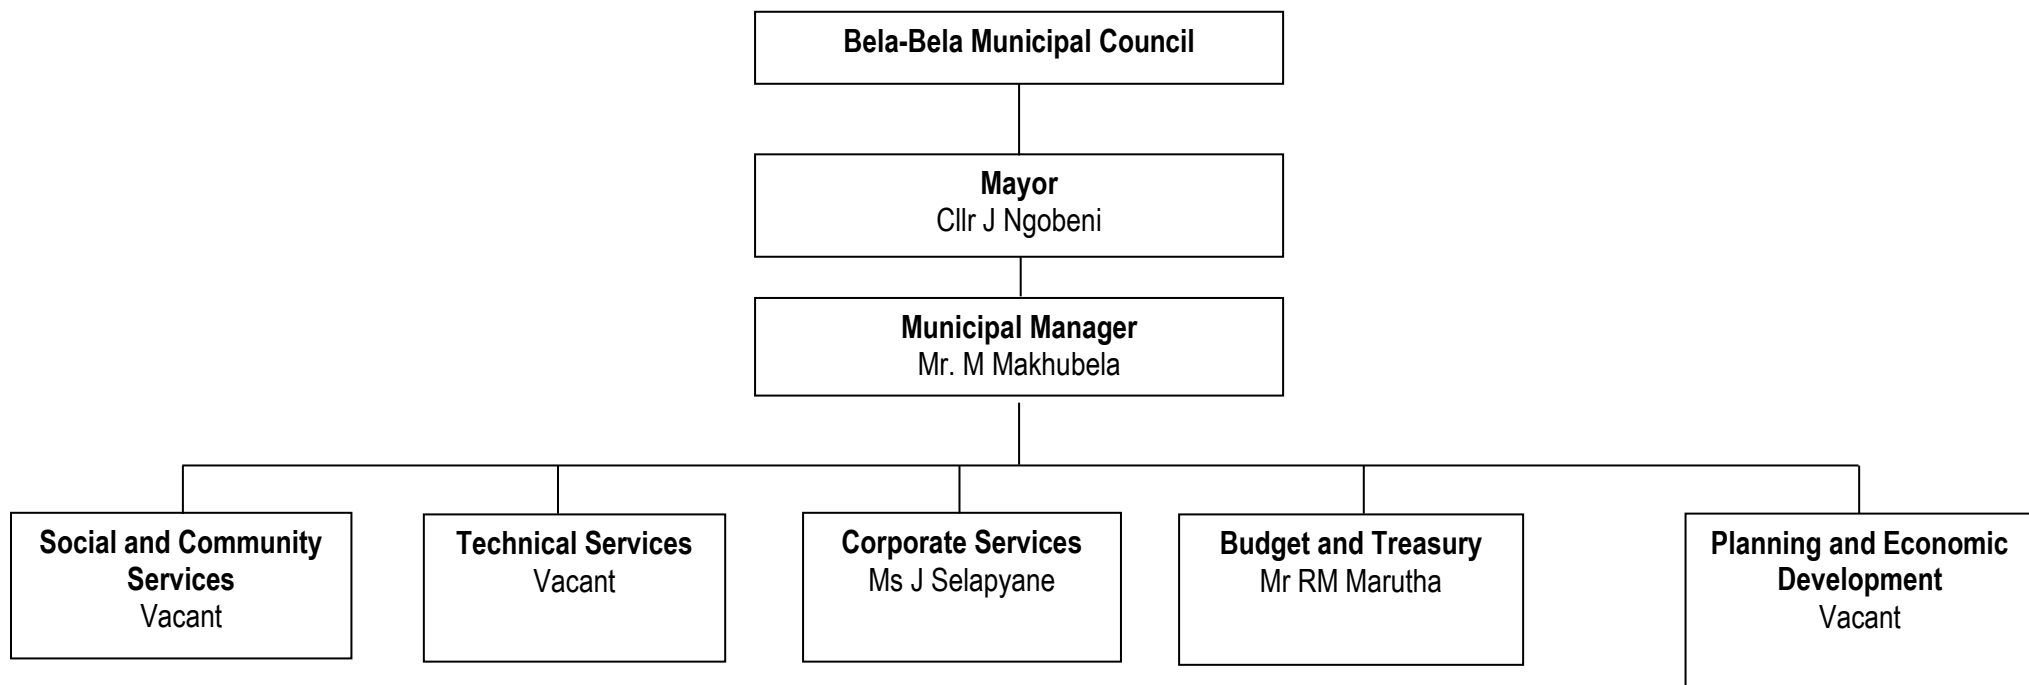 Bela-Bela Municipal Council
Mayor
Cllr J Ngobeni
Municipal Manager
Mr. M Makhubela
Social and Community
Services
Vacant
Technical Services
Vacant
Corporate Services
Ms J Selapyane
Budget and Treasury
Mr RM Marutha
Planning and Economic
Development
Vacant